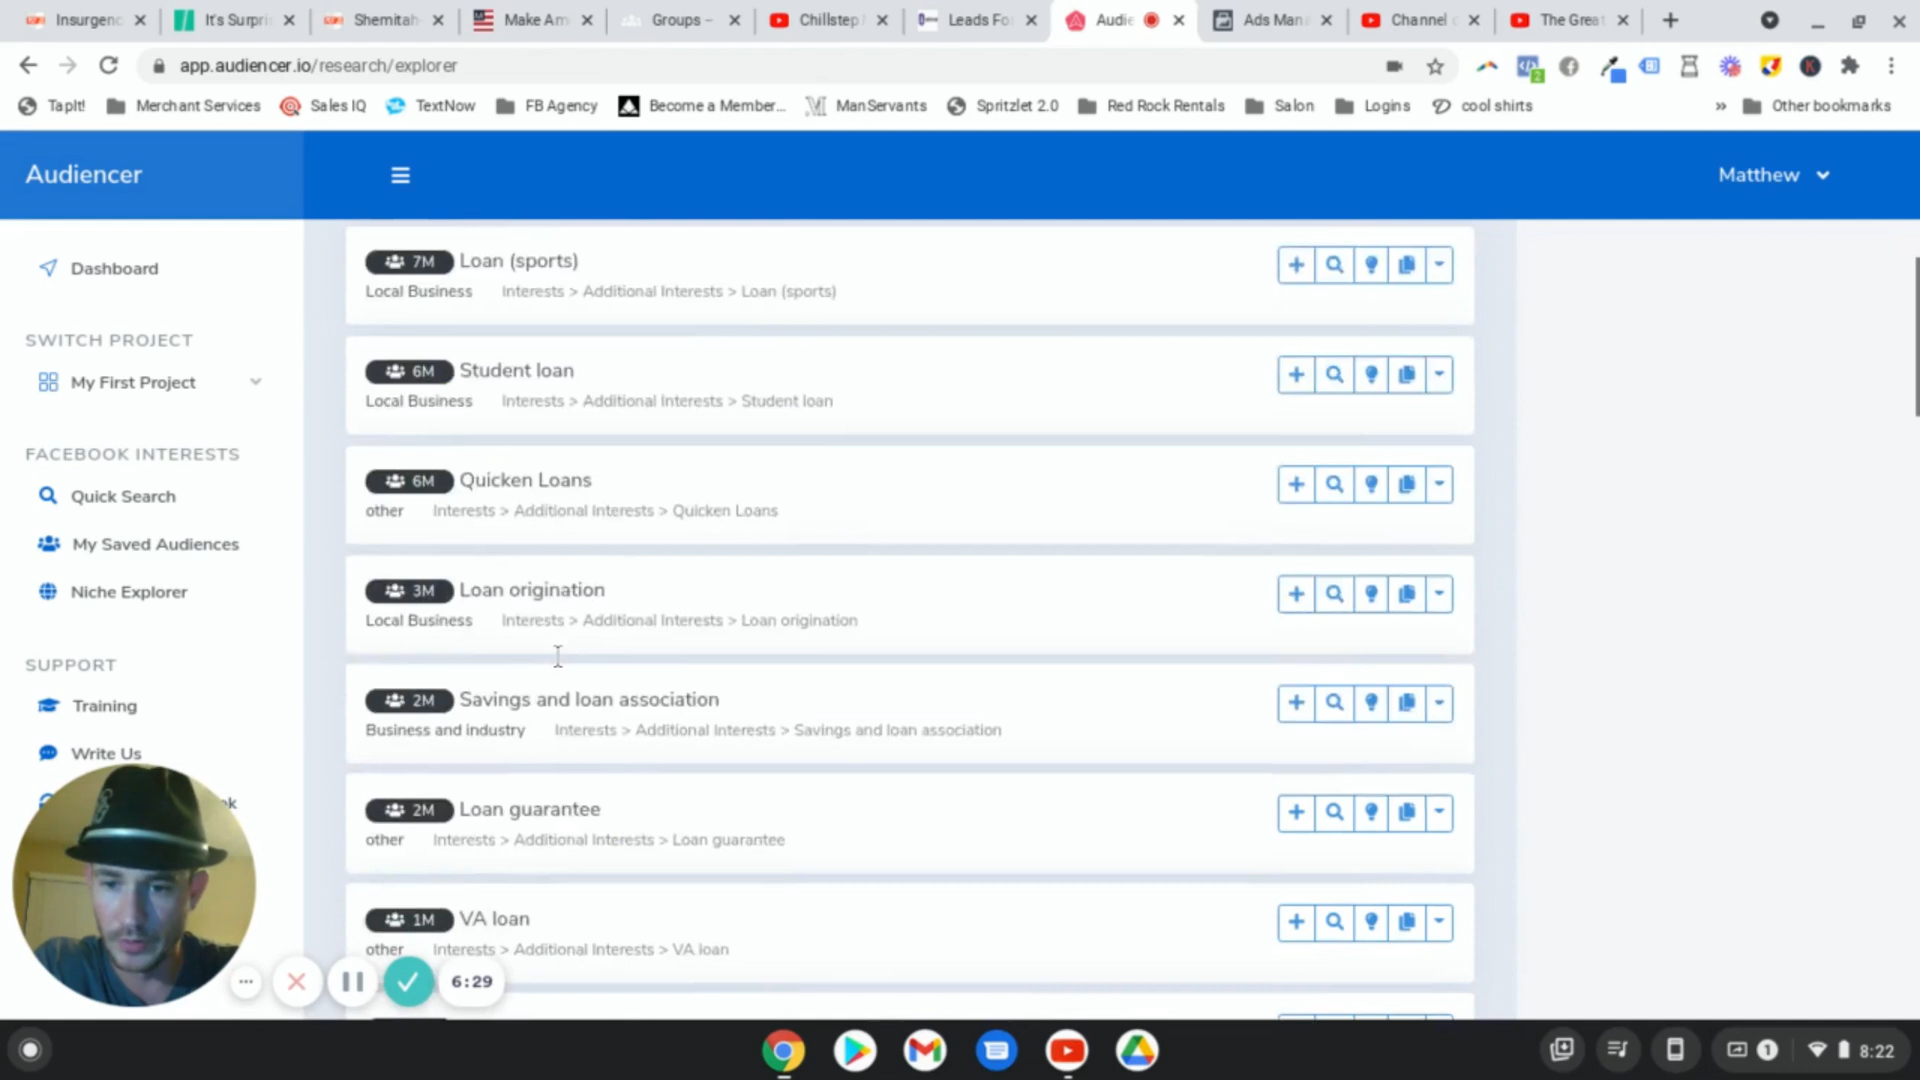 Insurgenc
It's Surpri
Shemitah
Make Am
Groups –
Chillstep
Leads Fo
Audie
Ads Man
Channel
The Great
app.audiencer.io/research/explorer
TapIt!
Merchant Services
Sales IQ
TextNow
FB Agency
Become a Member...
ManServants
Spritzlet 2.0
Red Rock Rentals
Salon
Logins
cool shirts
»
Other bookmarks
Audiencer
Matthew
Dashboard
SWITCH PROJECT
My First Project
FACEBOOK INTERESTS
Quick Search
My Saved Audiences
Niche Explorer
SUPPORT
Training
Write Us
7M Loan (sports)
Local Business Interests > Additional Interests > Loan (sports)
6M Student loan
Local Business Interests > Additional Interests > Student loan
6M Quicken Loans
other Interests > Additional Interests > Quicken Loans
3M Loan origination
Local Business Interests > Additional Interests > Loan origination
2M Savings and loan association
Business and industry Interests > Additional Interests > Savings and loan association
2M Loan guarantee
other Interests > Additional Interests > Loan guarantee
1M VA loan
other Interests > Additional Interests > VA loan
6:29
1
8:22